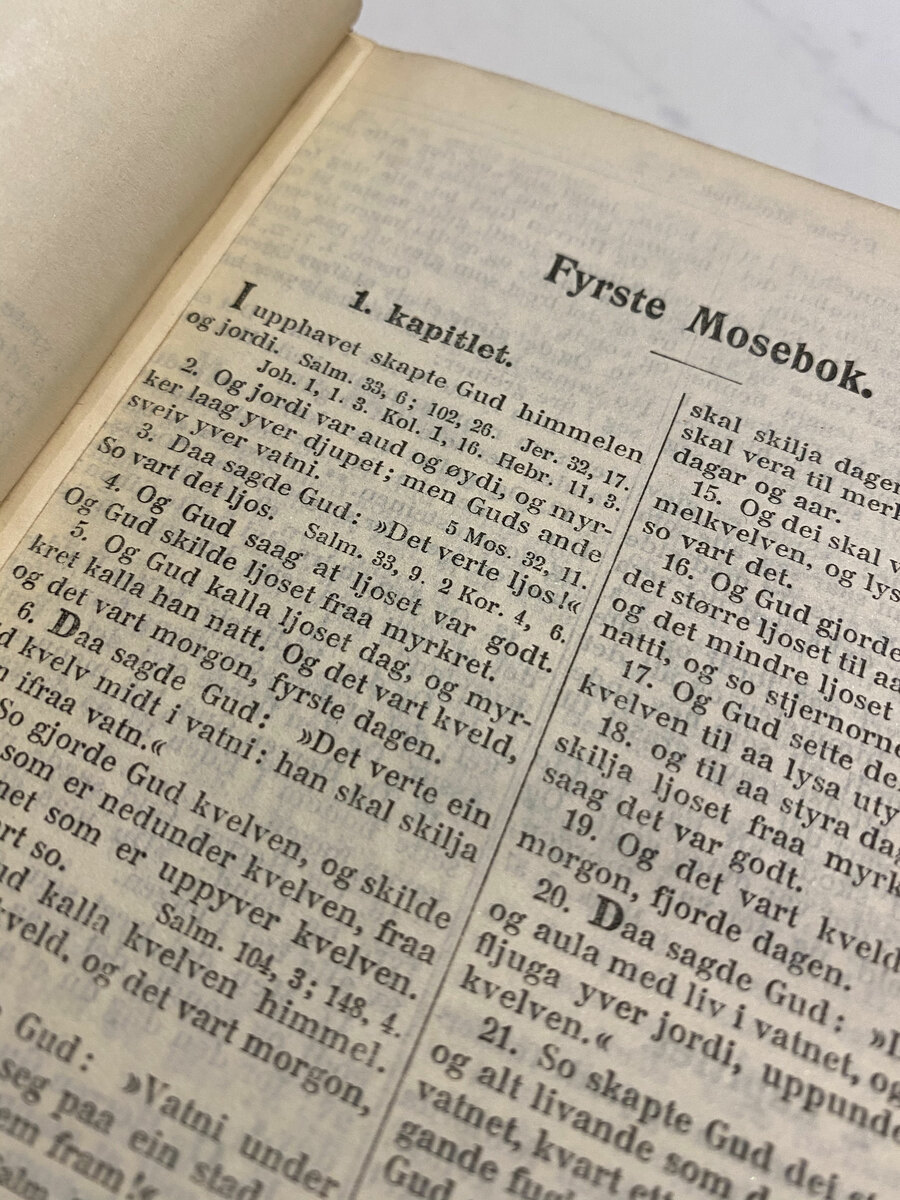 Fyrste Mosebok.
1. kapitlet.
I upphavet skapte Gud himmelen
og jordi. Salm. 33, 6; 102, 26. Jer. 32, 17.
Joh. 1, 1. 3. Kol. 1, 16. Hebr. 11, 3.
2. Og jordi var aud og øydi, og myr-
ker laag yver djupet; men Guds ande
sveiv yver vatni. 5 Mos. 32, 11.
3. Daa sagde Gud: »Det verte ljos!«
So vart det ljos. Salm. 33, 9. 2 Kor. 4, 6.
4. Og Gud saag at ljoset var godt.
Og Gud skilde ljoset fraa myrkret.
5. Og Gud kalla ljoset dag, og myr-
kret kalla han natt. Og det vart kveld,
og det vart morgon, fyrste dagen.
6. Daa sagde Gud: »Det verte ein
kvelv midt i vatni: han skal skilja
ifraa vatn.«
So gjorde Gud kvelven, og skilde
som er nedunder kvelven, fraa
som er uppyver kvelven.
so. Salm. 104, 3; 148, 4.
kalla kvelven himmel.
kveld, og det vart morgon,
Gud: »Vatni under
seg paa ein stad
fram!«
skal skilja
skal vera til
dagar og aar.
15. Og dei skal
melkvelven, og
so vart det.
16. Og Gud gjorde
det større ljoset til
og det mindre ljoset
natti, og so
17. Og Gud sette
kvelven til aa lysa
18. og til aa styra
skilja ljoset fraa
saag det var godt.
19. Og det vart kveld
morgon, fjorde dagen.
20. Daa sagde Gud:
og aula med liv i vatnet, og
fljuga yver jordi,
kvelven.«
21. So skapte Gud dei
og alt livande som
vatnet, kvart
gande
Gud